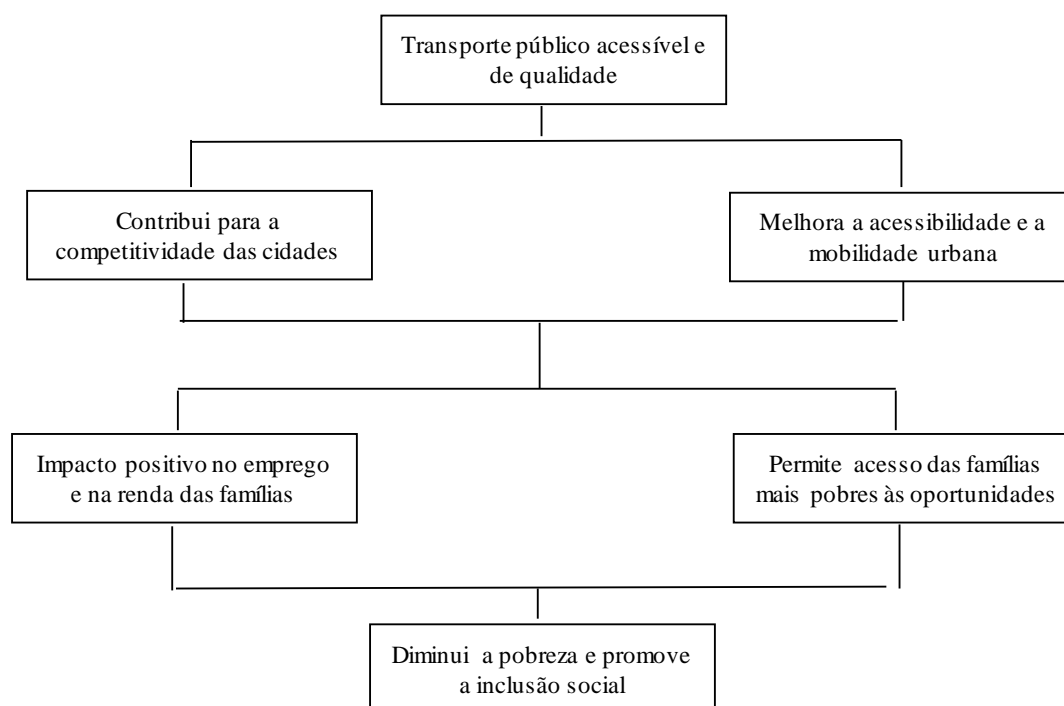 Transporte público acessível e
de qualidade
Contribui para a
competitividade das cidades
Melhora a acessibilidade e a
mobilidade urbana
Impacto positivo no emprego
e na renda das famílias
Permite acesso das famílias
mais pobres às oportunidades
Diminui a pobreza e promove
a inclusão social